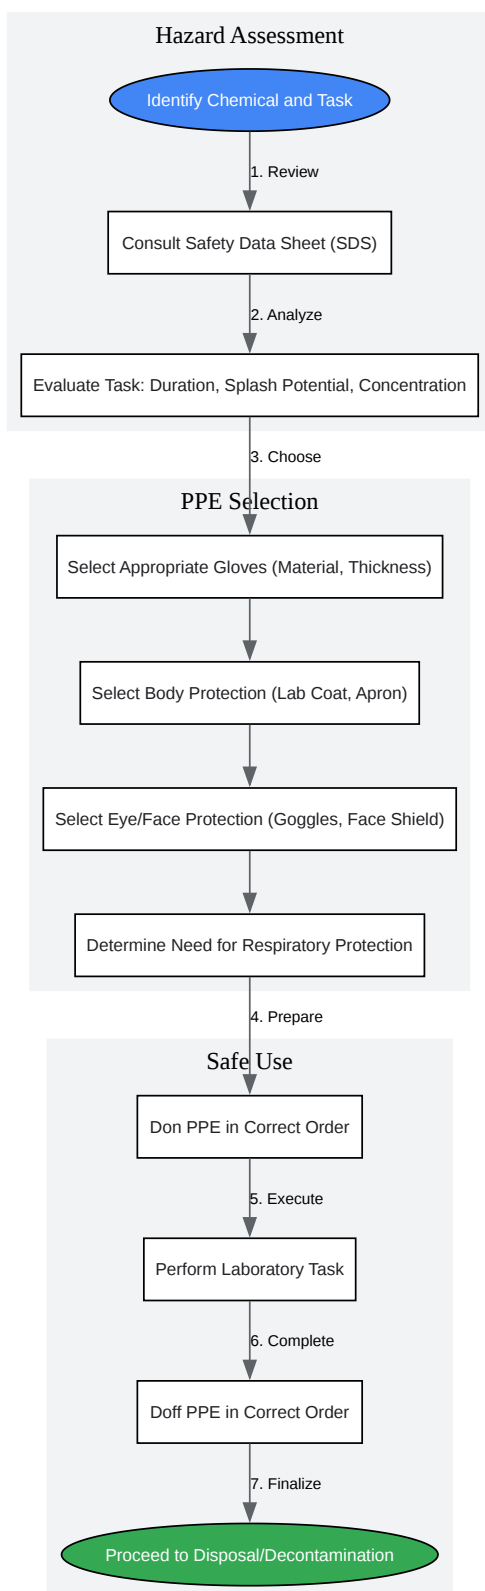 Hazard Assessment
Identify Chemical and Task
1. Review
Consult Safety Data Sheet (SDS)
2. Analyze
Evaluate Task: Duration, Splash Potential, Concentration
3. Choose
PPE Selection
Select Appropriate Gloves (Material, Thickness)
Select Body Protection (Lab Coat, Apron)
Select Eye/Face Protection (Goggles, Face Shield)
Determine Need for Respiratory Protection
4. Prepare
Safe Use
Don PPE in Correct Order
5. Execute
Perform Laboratory Task
6. Complete
Doff PPE in Correct Order
7. Finalize
Proceed to Disposal/Decontamination